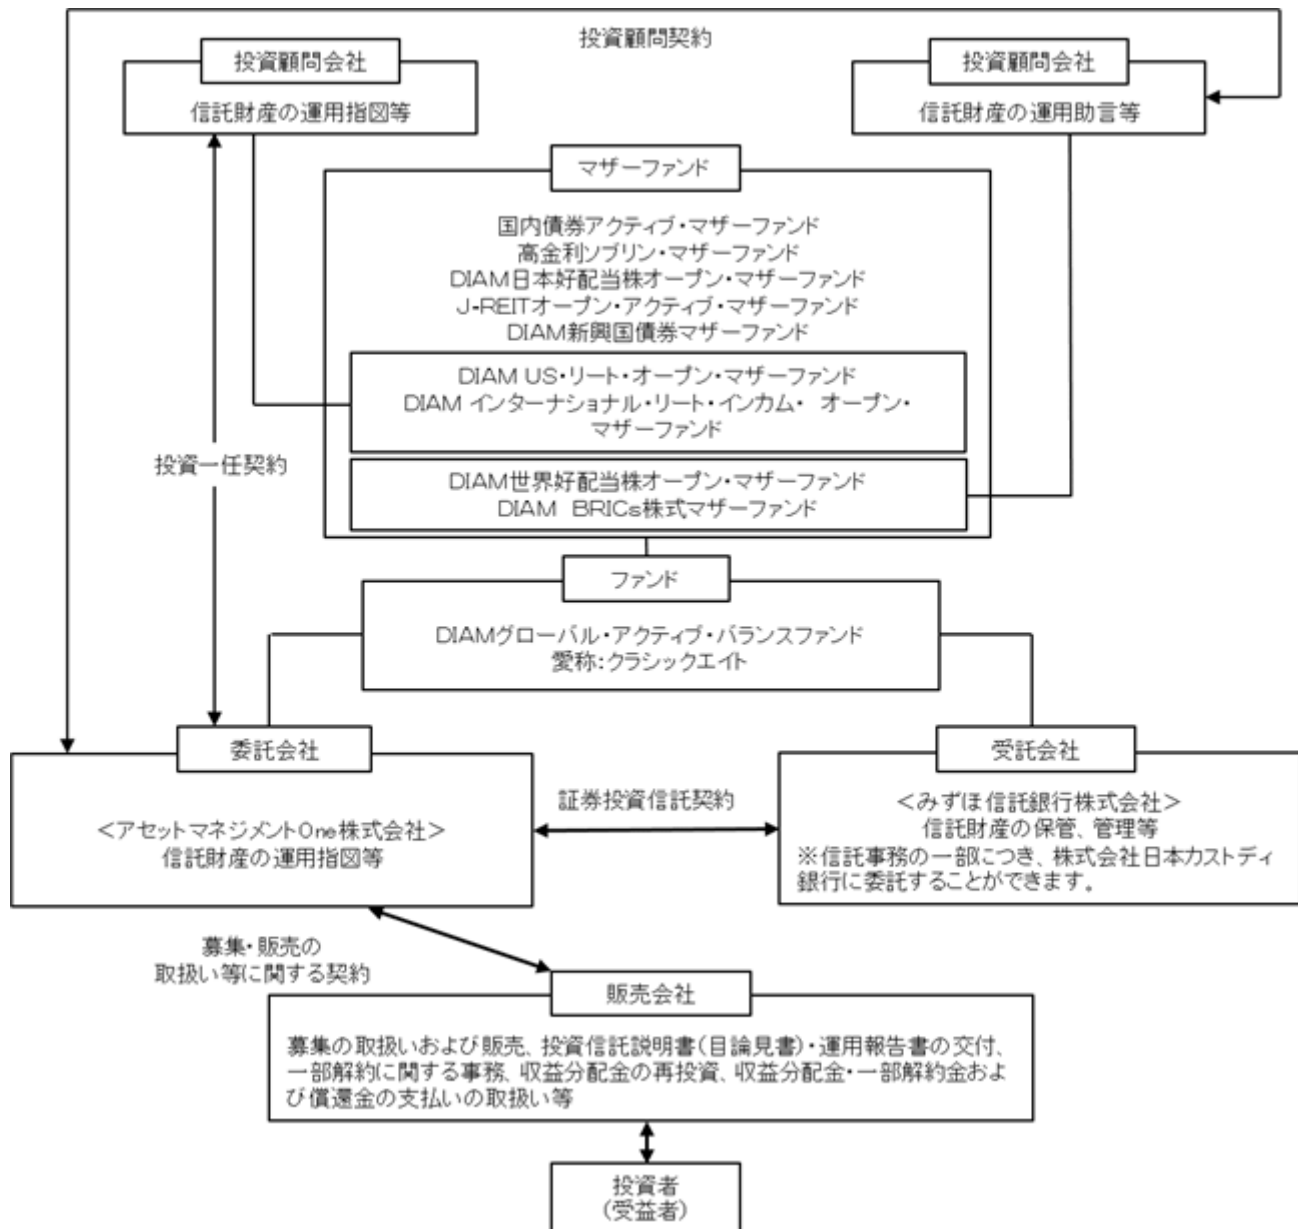 投資顧問契約
投資顧問会社
信託財産の運用指図等
投資顧問会社
信託財産の運用助言等
マザーファンド
国内債券アクティブ・マザーファンド
高金利ソブリン・マザーファンド
DIAM日本好配当株オープン・マザーファンド
J-REITオープン・アクティブ・マザーファンド
DIAM新興国債券マザーファンド
DIAM US・リート・オープン・マザーファンド
DIAM インターナショナル・リート・インカム・ オープン・
マザーファンド
投資一任契約
DIAM世界好配当株オープン・マザーファンド
DIAM BRICs株式マザーファンド
ファンド
DIAMグローバル・アクティブ・バランスファンド
愛称:クラシックエイト
委託会社
<アセットマネジメントOne株式会社>
信託財産の運用指図等
証券投資信託契約
受託会社
<みずほ信託銀行株式会社>
信託財産の保管、管理等
※信託事務の一部につき、株式会社日本カストディ
銀行に委託することができます。
募集・販売の
取扱い等に関する契約
販売会社
募集の取扱いおよび販売、投資信託説明書(目論見書)・運用報告書の交付、
一部解約に関する事務、収益分配金の再投資、収益分配金・一部解約金およ
び償還金の支払いの取扱い等
投資者
(受益者)